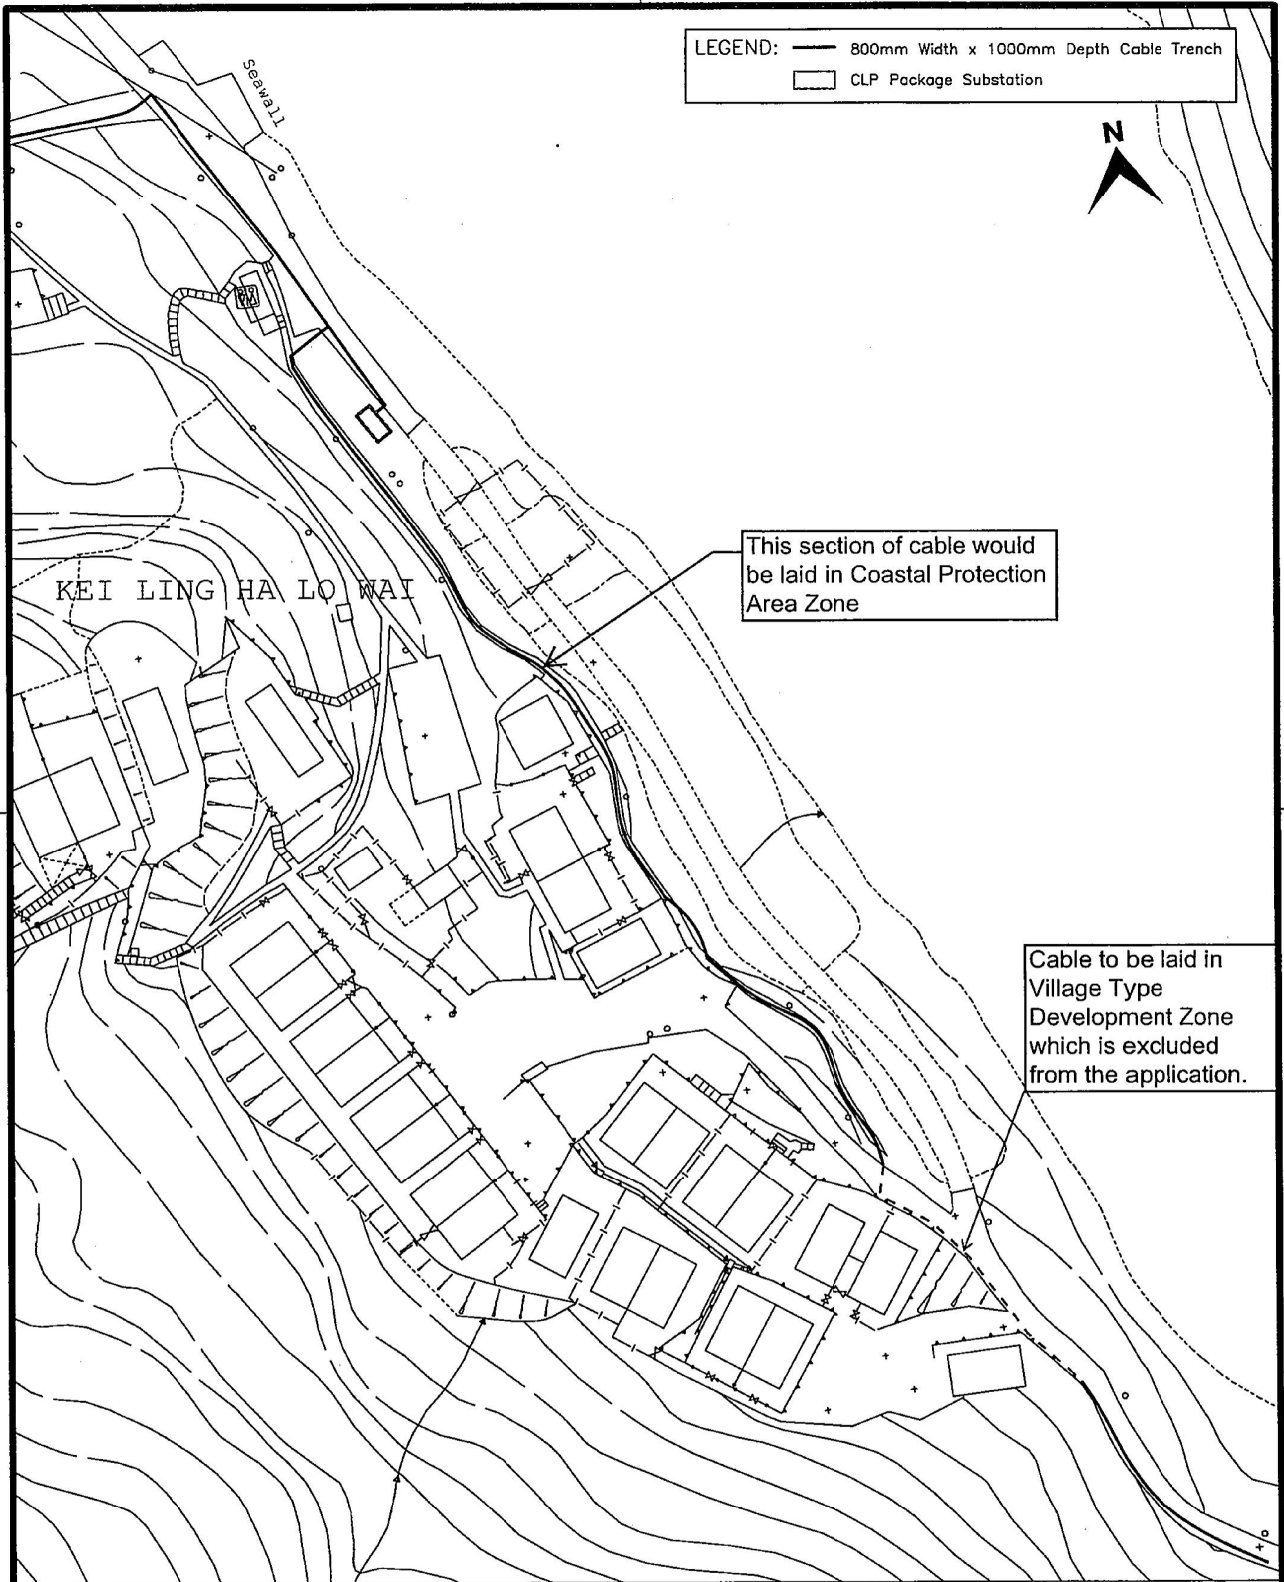 LEGEND: 800mm Width x 1000mm Depth Cable Trench
CLP Package Substation
Seawall
N
This section of cable would
be laid in Coastal Protection
Area Zone
KEI LING HA LO WAI
Cable to be laid in
Village Type
Development Zone
which is excluded
from the application.